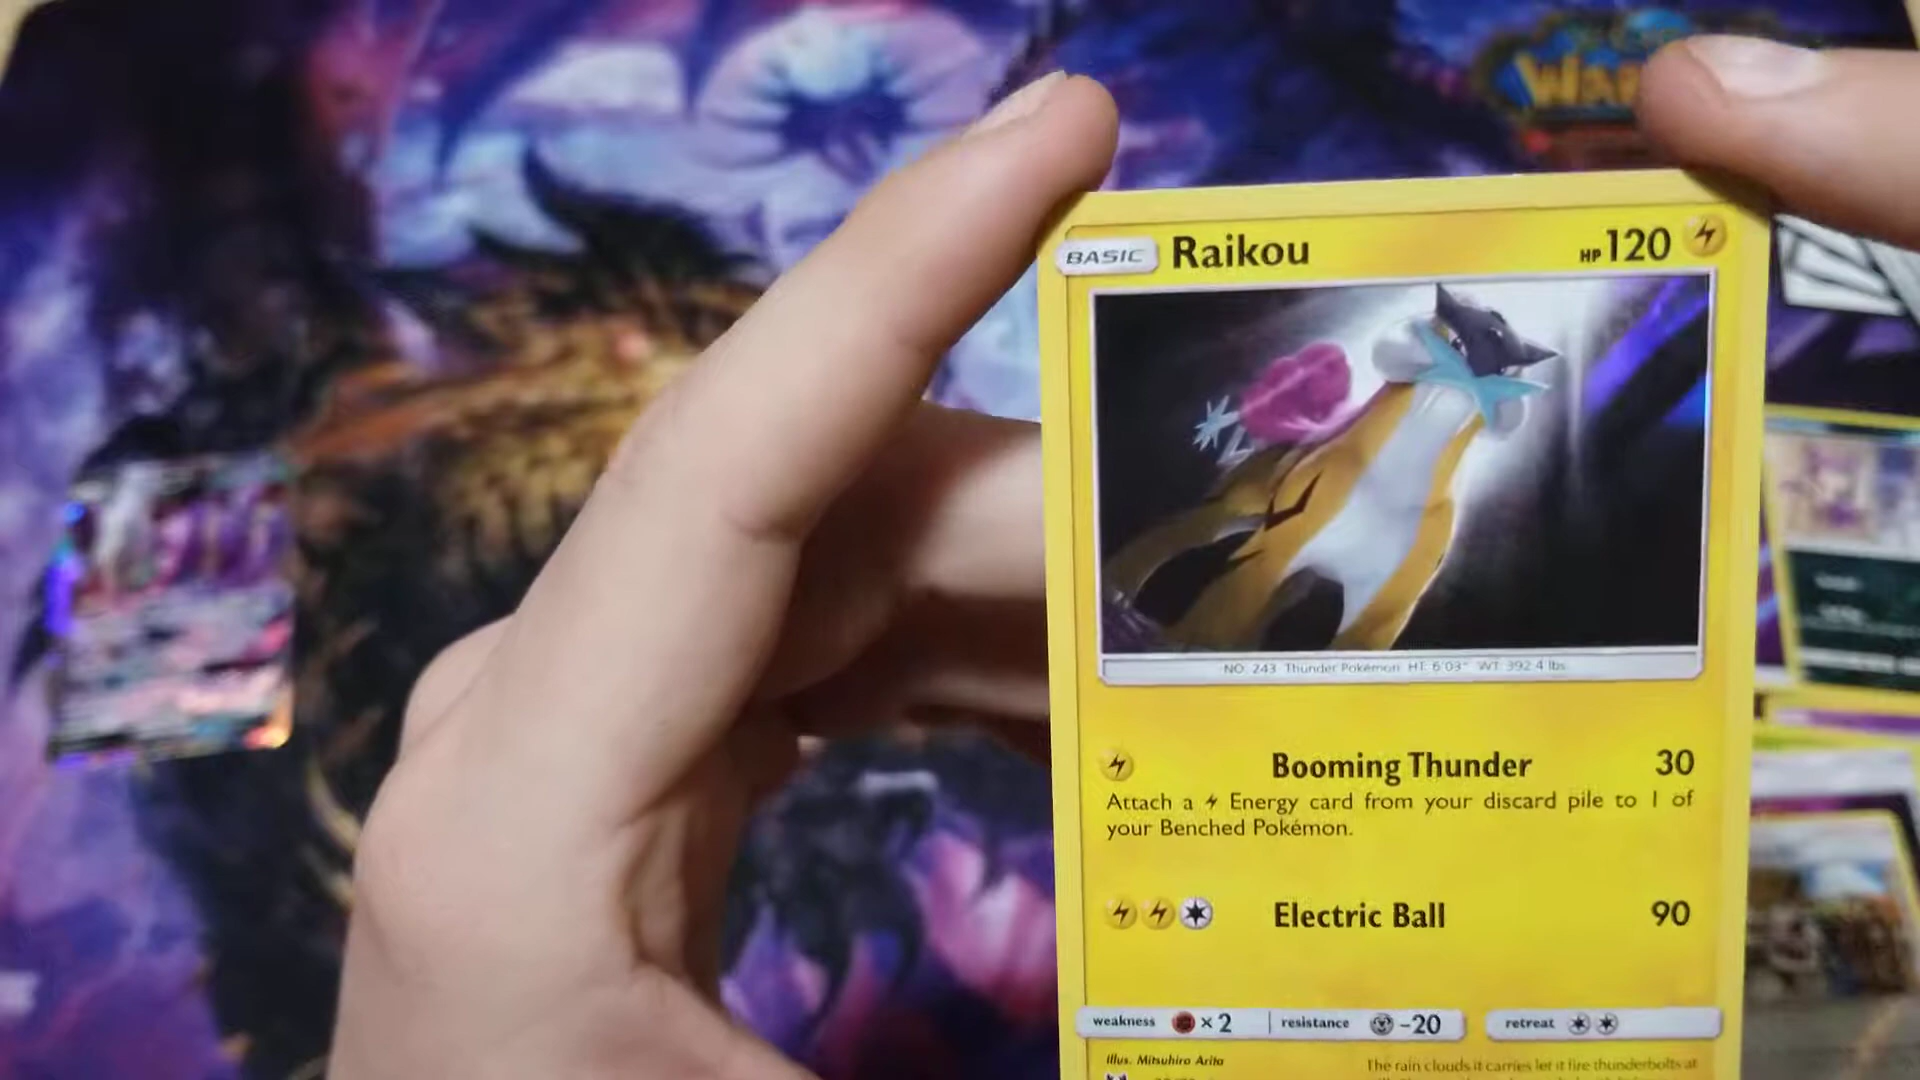 BASIC Raikou HP 120
NO. 243 Thunder Pokémon HT: 6'03" WT: 392.4 lbs.
Booming Thunder 30
Attach a Energy card from your discard pile to 1 of
your Benched Pokémon.
Electric Ball 90
weakness ×2 resistance -20 retreat
Illus. Mitsuhiro Arita
The rain clouds it carries let it fire thunderbolts at